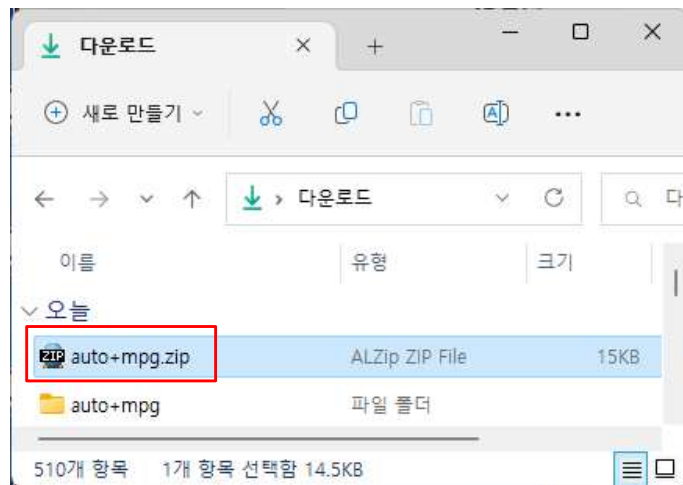 다운로드
새로 만들기
다운로드
이름 유형 크기
오늘
ZIP auto+mpg.zip ALZip ZIP File 15KB
auto+mpg 파일 폴더
510개 항목 1개 항목 선택함 14.5KB